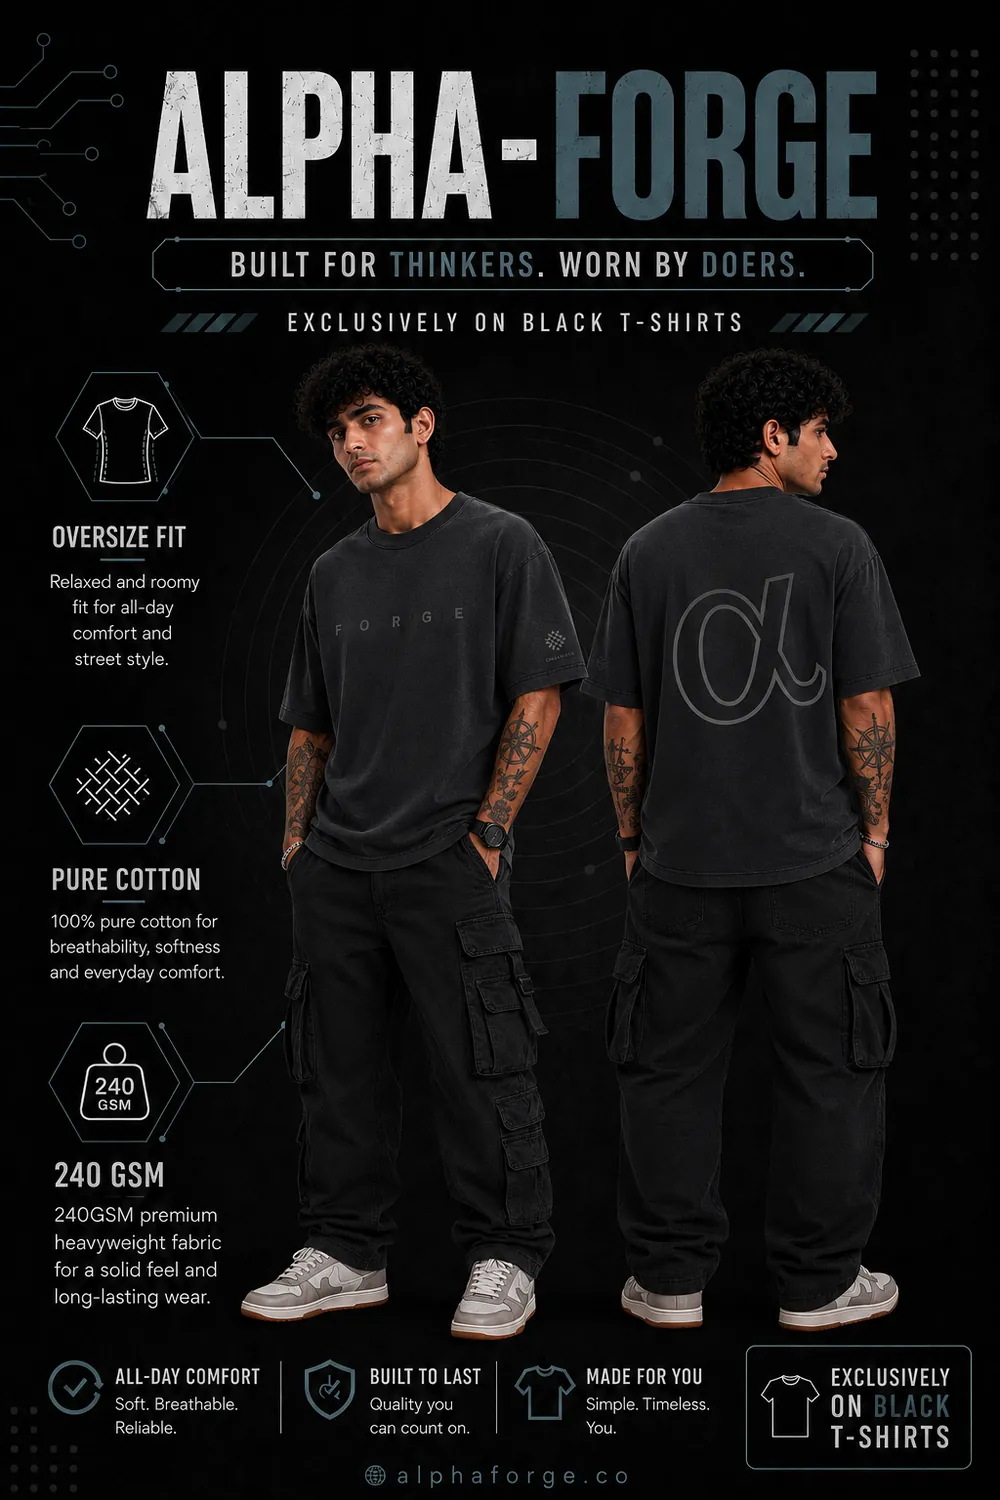 ALPHA-FORGE
BUILT FOR THINKERS. WORN BY DOERS.
EXCLUSIVELY ON BLACK T-SHIRTS
OVERSIZE FIT
Relaxed and roomy
fit for all-day
comfort and
street style.
FORGE
α
PURE COTTON
100% pure cotton for
breathability, softness
and everyday comfort.
240
GSM
240 GSM
240GSM premium
heavyweight fabric
for a solid feel and
long-lasting wear.
ALL-DAY COMFORT
Soft. Breathable.
Reliable.
BUILT TO LAST
Quality you
can count on.
MADE FOR YOU
Simple. Timeless.
You.
EXCLUSIVELY
ON BLACK
T-SHIRTS
alphaforge.co